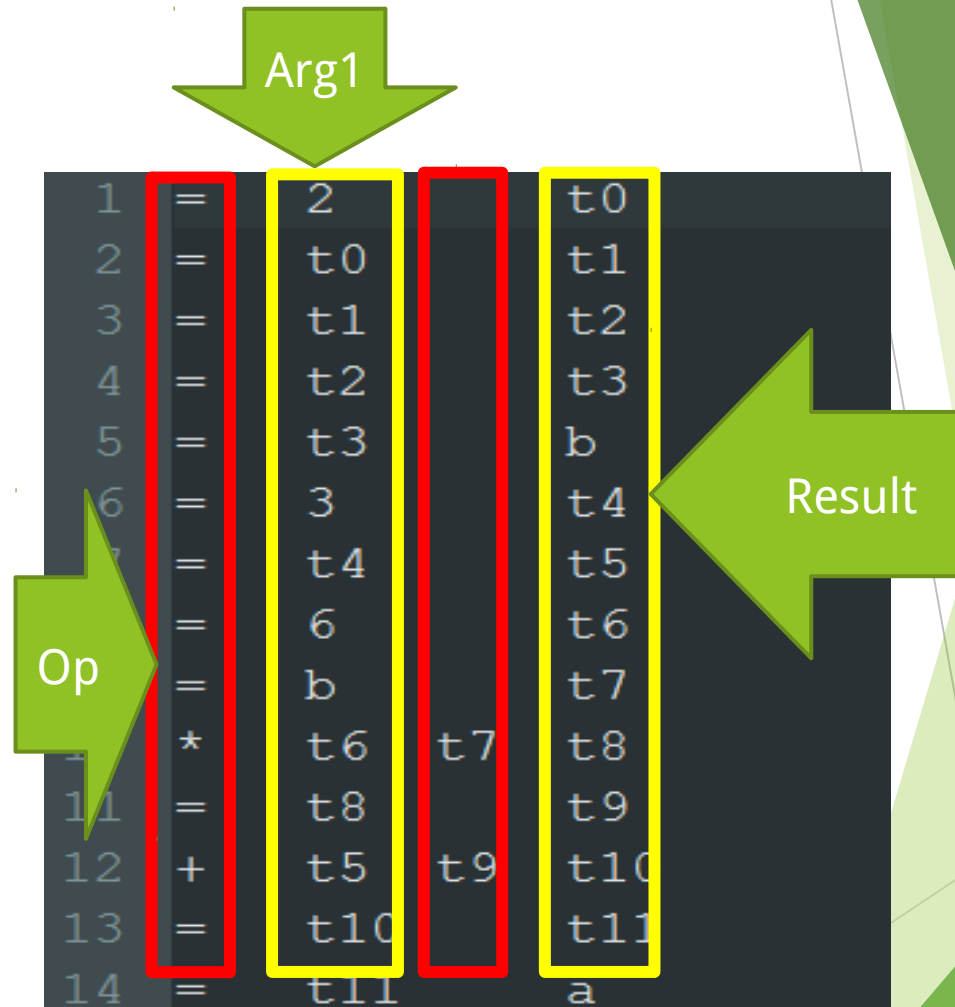 Arg1
1 = 2 t0
2 = t0 t1
3 = t1 t2
4 = t2 t3
5 = t3 b
6 = 3 t4
= t4 t5
Result
= 6 t6
Op
= b t7
* t6 t7 t8
11 = t8 t9
12 + t5 t9 t10
13 = t10 t11
14 = t11 a